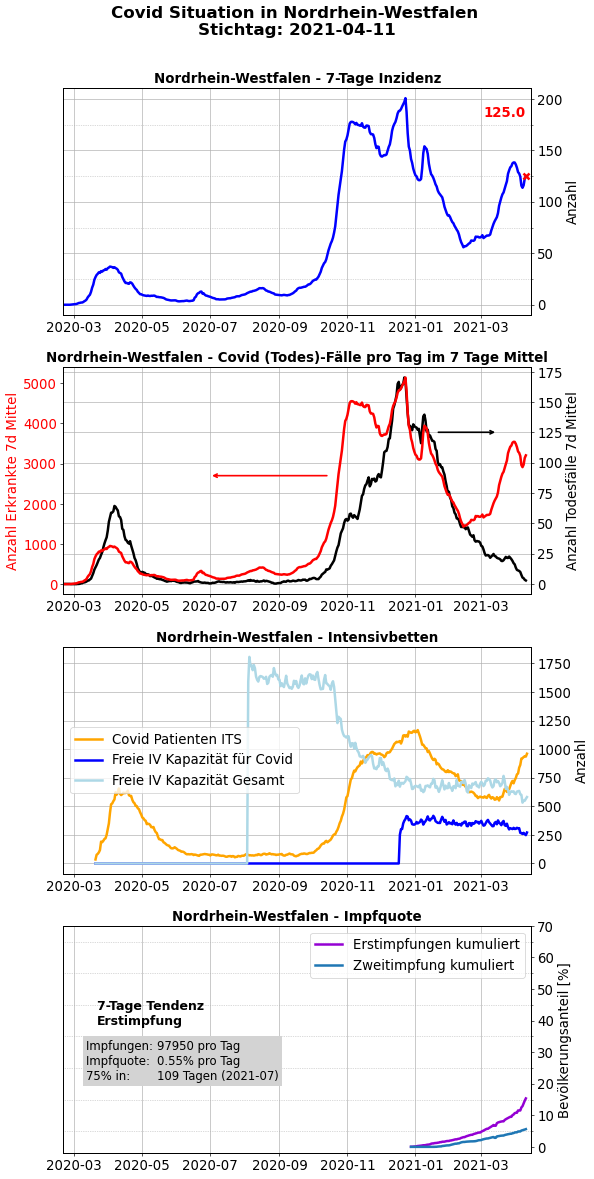 Covid Situation in Nordrhein-Westfalen
Stichtag: 2021-04-11
Nordrhein-Westfalen - 7-Tage Inzidenz
125.0
200
150
100
50
0
Anzahl
2020-03 2020-05 2020-07 2020-09 2020-11 2021-01 2021-03
Nordrhein-Westfalen - Covid (Todes)-Fälle pro Tag im 7 Tage Mittel
Anzahl Erkrankte 7d Mittel
5000
4000
3000
2000
1000
0
175
150
125
100
75
50
25
0
Anzahl Todesfälle 7d Mittel
2020-03 2020-05 2020-07 2020-09 2020-11 2021-01 2021-03
Nordrhein-Westfalen - Intensivbetten
Covid Patienten ITS
Freie IV Kapazität für Covid
Freie IV Kapazität Gesamt
1750
1500
1250
1000
750
500
250
0
Anzahl
2020-03 2020-05 2020-07 2020-09 2020-11 2021-01 2021-03
Nordrhein-Westfalen - Impfquote
Erstimpfungen kumuliert
Zweitimpfung kumuliert
7-Tage Tendenz
Erstimpfung
Impfungen: 97950 pro Tag
Impfquote: 0.55% pro Tag
75% in: 109 Tagen (2021-07)
70
60
50
40
30
20
10
0
Bevölkerungsanteil [%]
2020-03 2020-05 2020-07 2020-09 2020-11 2021-01 2021-03